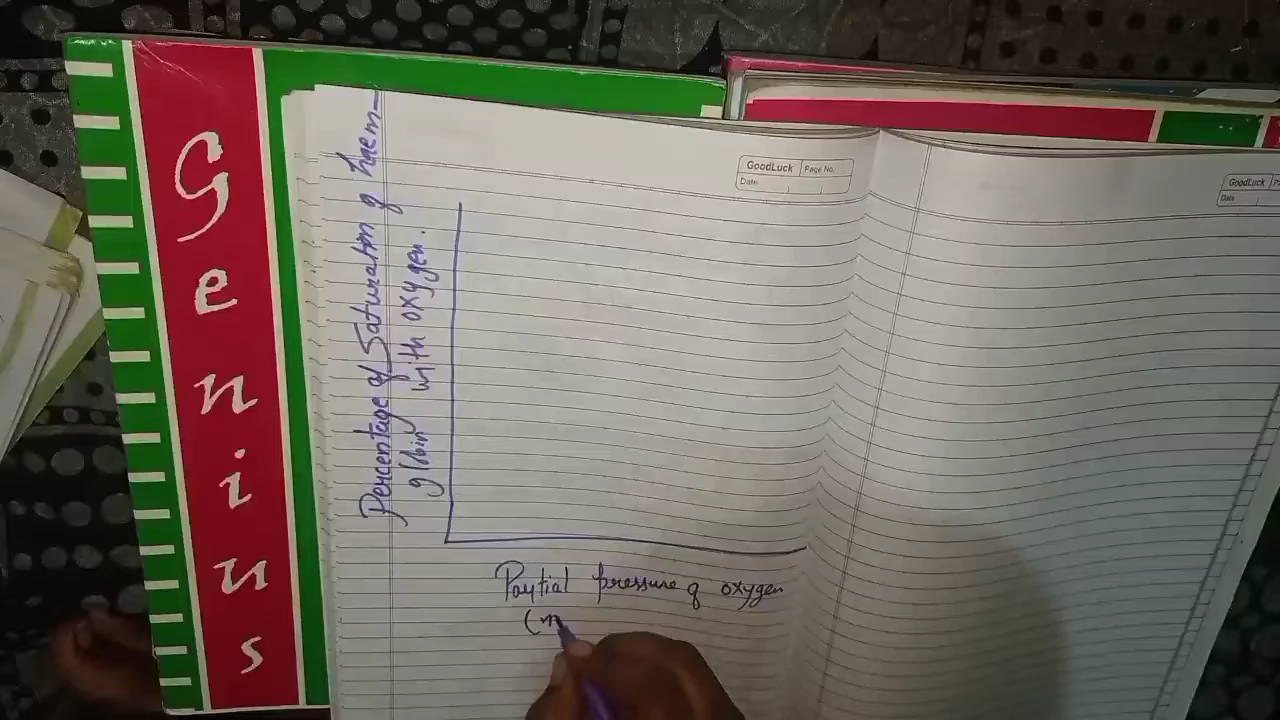 Genius
Percentage of Saturation of haem-
globin with oxygen.
GoodLuck Page No.
Date
GoodLuck
Date
Partial pressure of oxygen
(m